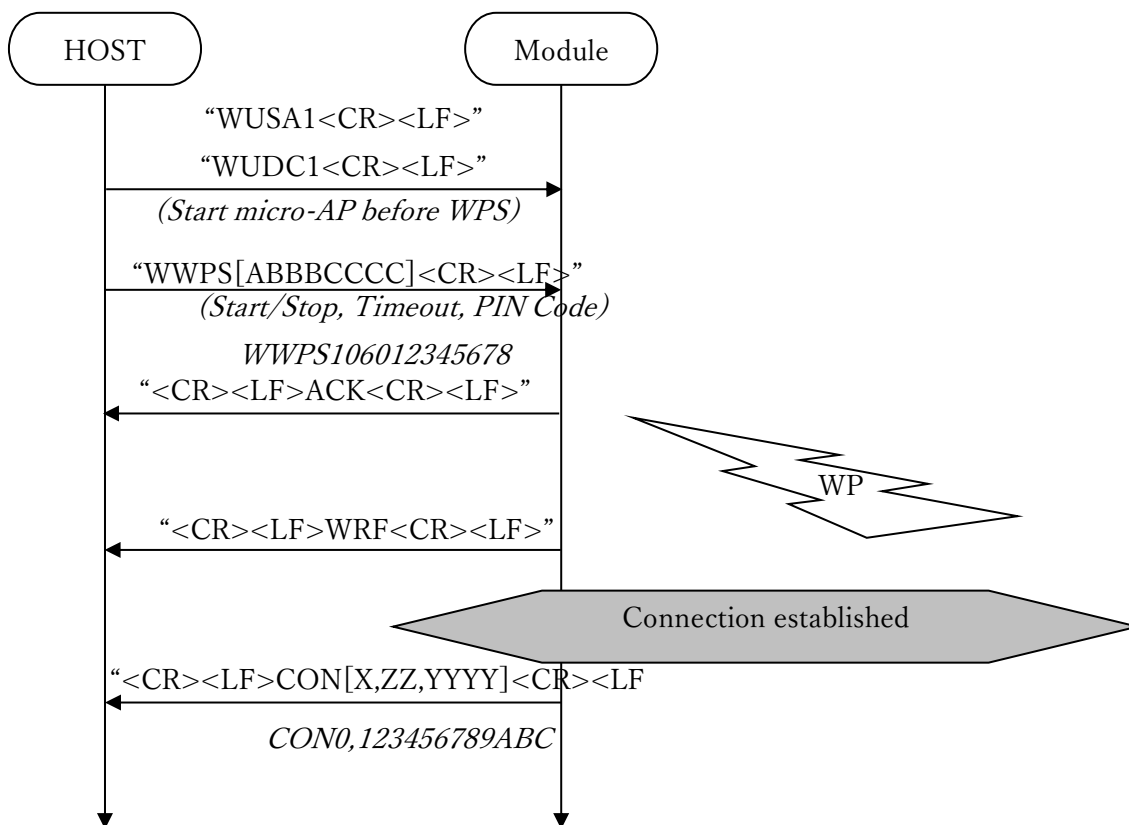 HOST
Module
“WUSA1<CR><LF>”
“WUDC1<CR><LF>”
(Start micro-AP before WPS)
“WWPS[ABBBCCCC]<CR><LF>”
(Start/Stop, Timeout, PIN Code)
WWPS106012345678
“<CR><LF>ACK<CR><LF>”
WP
“<CR><LF>WRF<CR><LF>”
Connection established
“<CR><LF>CON[X,ZZ,YYYY]<CR><LF
CON0,123456789ABC